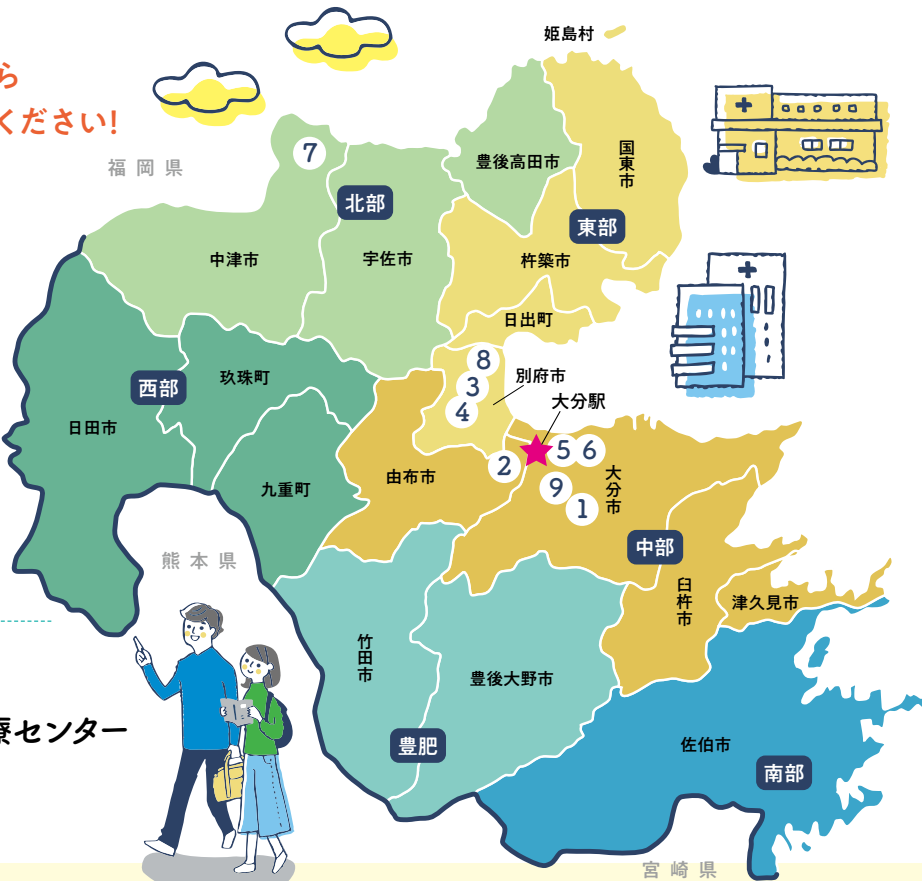 ら
ください!
姫島村
福岡県
7
北部
豊後高田市
国東市
東部
中津市
宇佐市
杵築市
日出町
8
3
4
別府市
大分駅
西部
玖珠町
日田市
九重町
由布市
2
5
6
大分市
9
1
中部
熊本県
臼杵市
津久見市
竹田市
豊後大野市
療センター
豊肥
佐伯市
南部
宮崎県